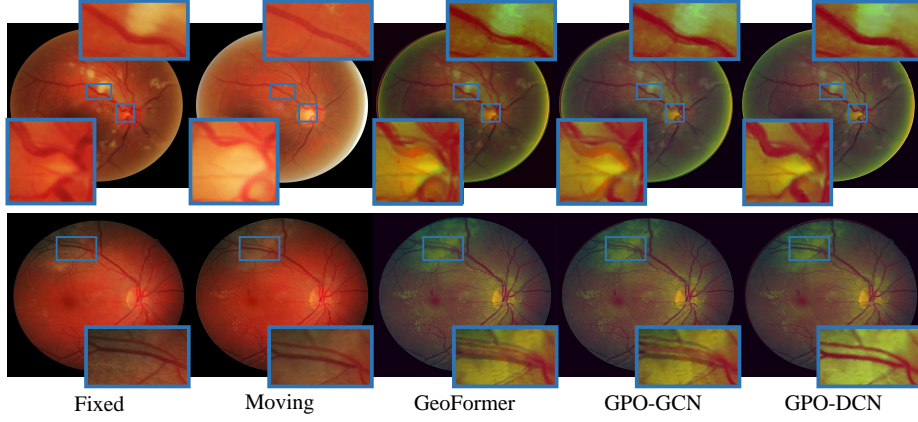 Fixed
Moving
GeoFormer
GPO-GCN
GPO-DCN